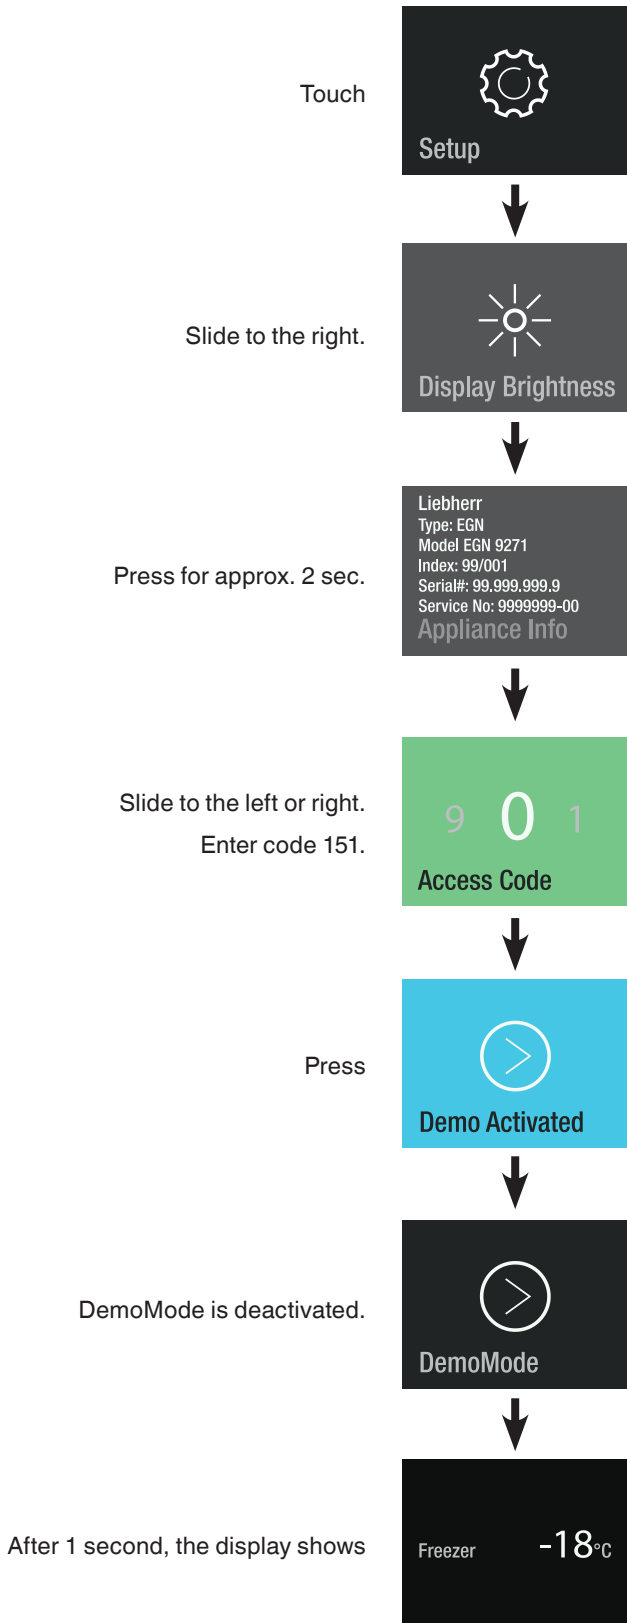 Touch
Setup
Slide to the right.
Display Brightness
Press for approx. 2 sec.
Liebherr
Type: EGN
Model EGN 9271
Index: 99/001
Serial#: 99.999.999.9
Service No: 9999999-00
Appliance Info
Slide to the left or right.
Enter code 151.
9 0 1
Access Code
Press
Demo Activated
DemoMode is deactivated.
DemoMode
After 1 second, the display shows
Freezer -18°C